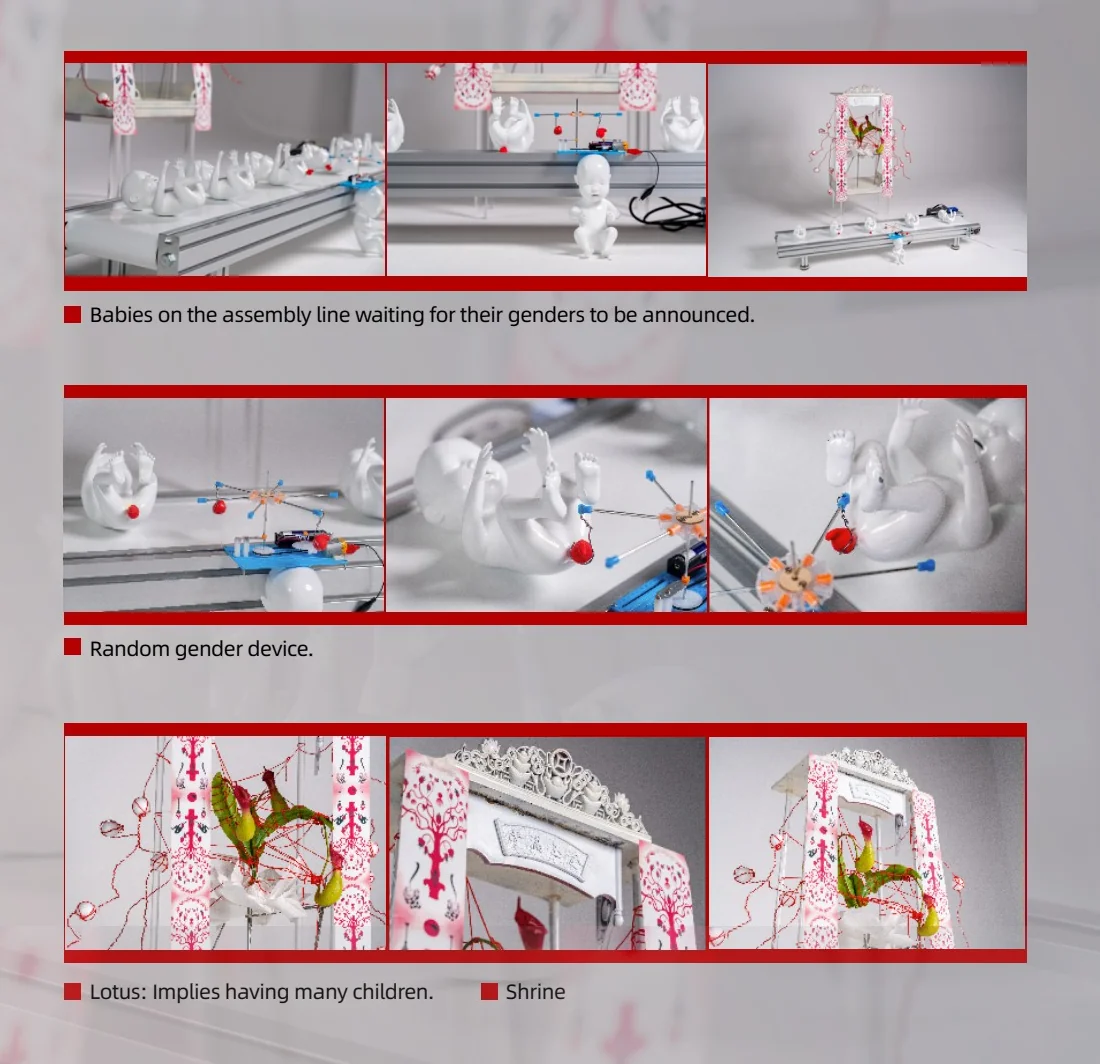 Babies on the assembly line waiting for their genders to be announced.
Random gender device.
Lotus: Implies having many children.
Shrine